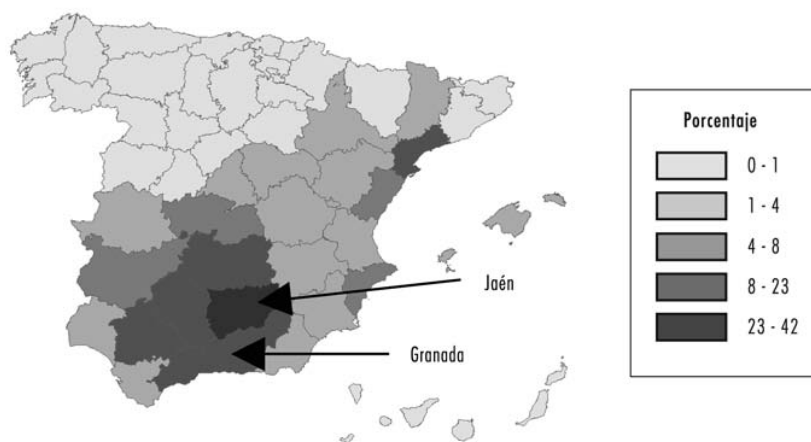 Porcentaje
0 - 1
1 - 4
4 - 8
8 - 23
23 - 42
Jaén
Granada